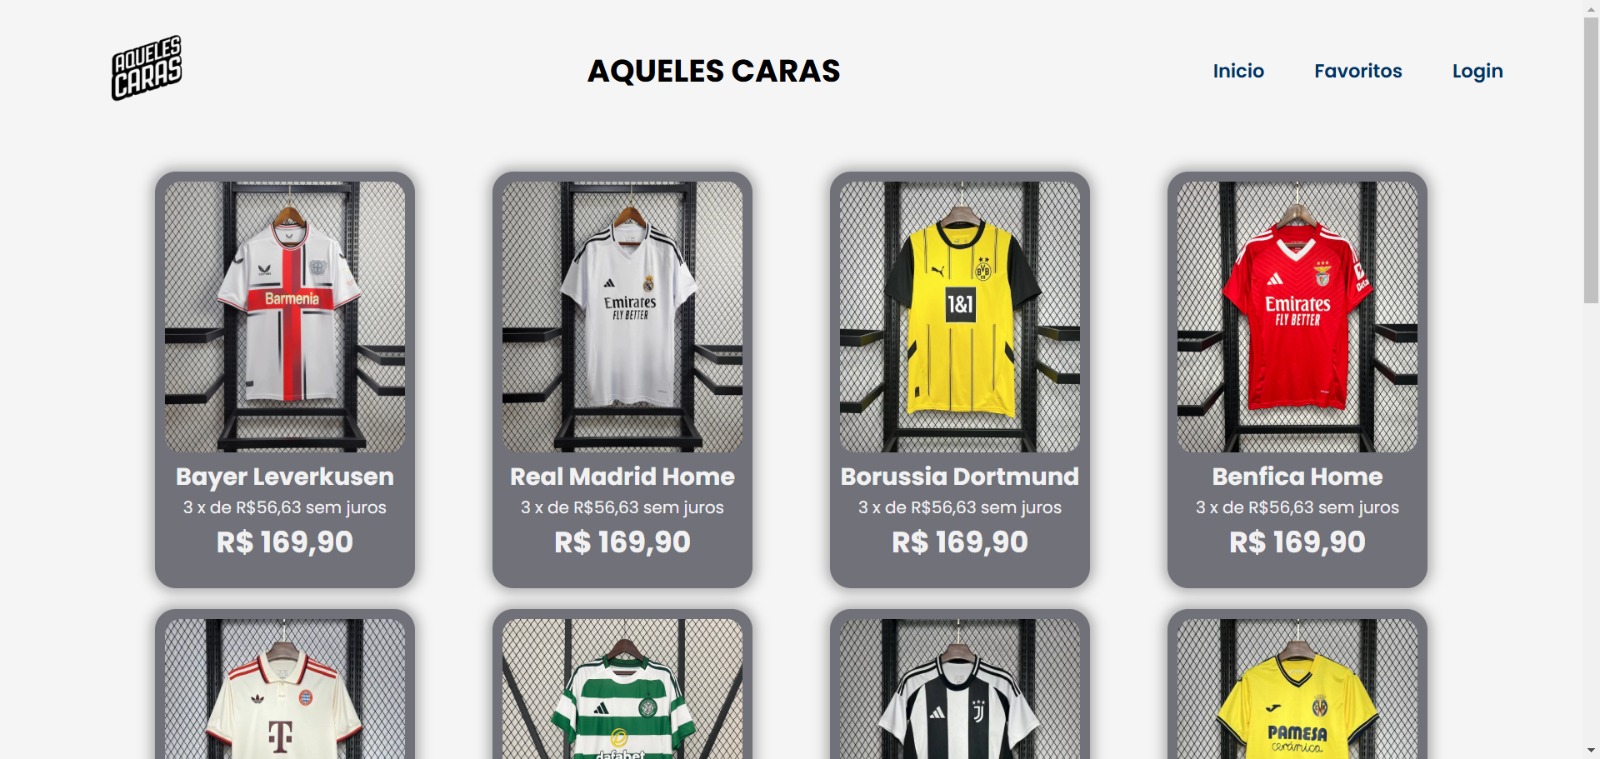 AQUELES
CARAS
AQUELES CARAS
Inicio
Favoritos
Login
Barmenia
Emirates
FLY BETTER
BVB
09
1&1
Emirates
FLY BETTER
Bayer Leverkusen
3 x de R$56,63 sem juros
R$ 169,90
Real Madrid Home
3 x de R$56,63 sem juros
R$ 169,90
Borussia Dortmund
3 x de R$56,63 sem juros
R$ 169,90
Benfica Home
3 x de R$56,63 sem juros
R$ 169,90
T
dafabet
PAMESA
cerámica